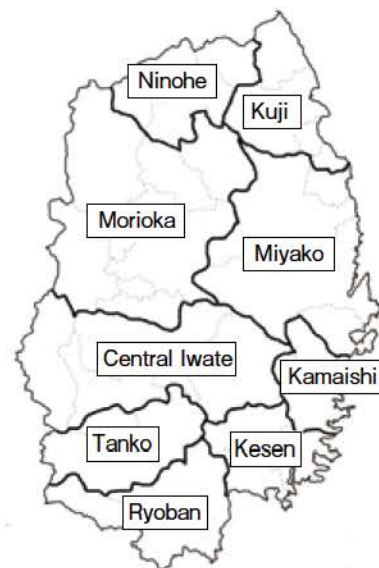 Ninohe
Kuji
Morioka
Miyako
Central Iwate
Kamaishi
Tanko
Kesen
Ryoban